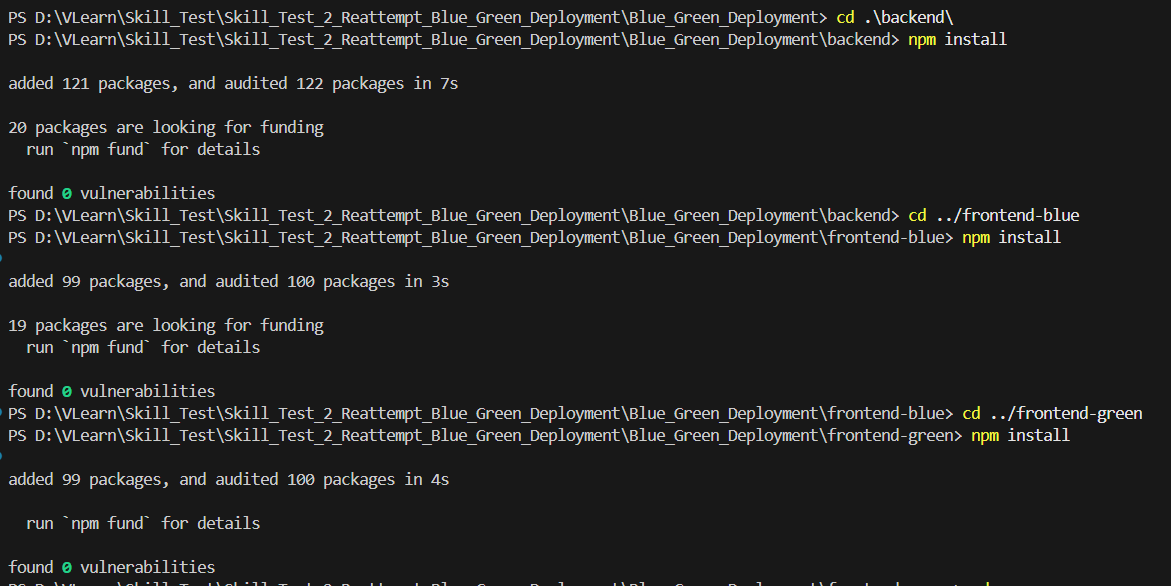 PS D:\VLearn\Skill_Test\Skill_Test_2_Reattempt_Blue_Green_Deployment\Blue_Green_Deployment> cd .\backend\
PS D:\VLearn\Skill_Test\Skill_Test_2_Reattempt_Blue_Green_Deployment\Blue_Green_Deployment\backend> npm install
added 121 packages, and audited 122 packages in 7s
20 packages are looking for funding
  run `npm fund` for details
found 0 vulnerabilities
PS D:\VLearn\Skill_Test\Skill_Test_2_Reattempt_Blue_Green_Deployment\Blue_Green_Deployment\backend> cd ../frontend-blue
PS D:\VLearn\Skill_Test\Skill_Test_2_Reattempt_Blue_Green_Deployment\Blue_Green_Deployment\frontend-blue> npm install
added 99 packages, and audited 100 packages in 3s
19 packages are looking for funding
  run `npm fund` for details
found 0 vulnerabilities
PS D:\VLearn\Skill_Test\Skill_Test_2_Reattempt_Blue_Green_Deployment\Blue_Green_Deployment\frontend-blue> cd ../frontend-green
PS D:\VLearn\Skill_Test\Skill_Test_2_Reattempt_Blue_Green_Deployment\Blue_Green_Deployment\frontend-green> npm install
added 99 packages, and audited 100 packages in 4s
  run `npm fund` for details
found 0 vulnerabilities